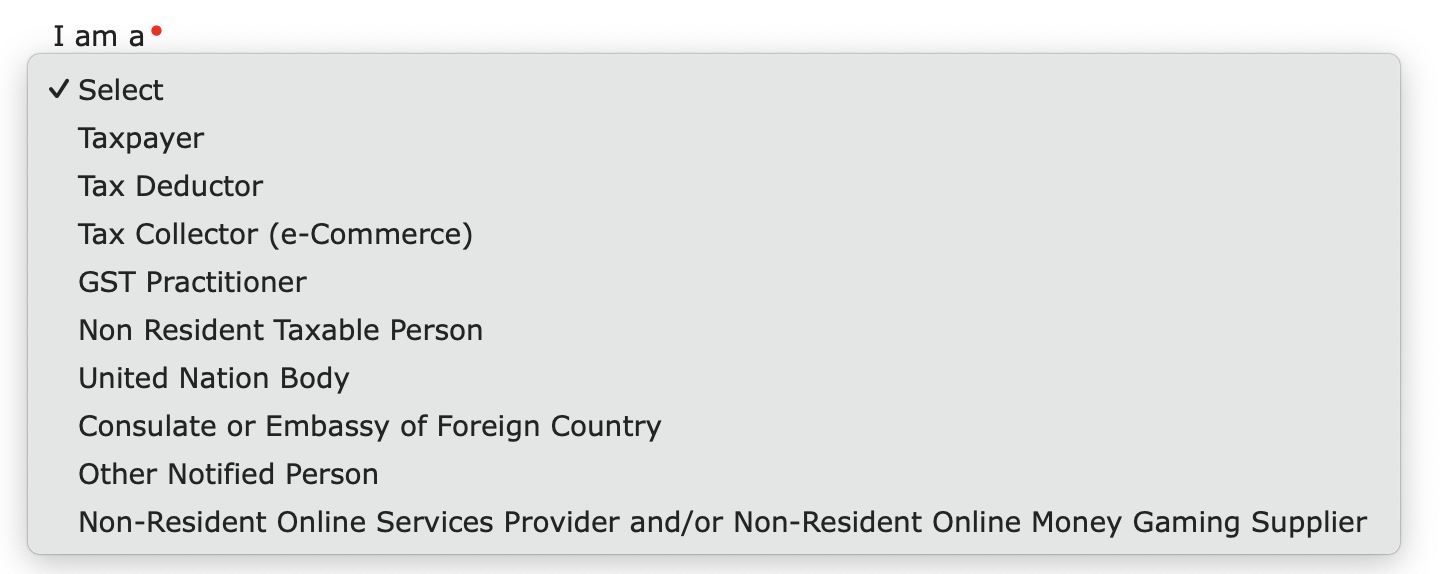 I am a
Select
Taxpayer
Tax Deductor
Tax Collector (e-Commerce)
GST Practitioner
Non Resident Taxable Person
United Nation Body
Consulate or Embassy of Foreign Country
Other Notified Person
Non-Resident Online Services Provider and/or Non-Resident Online Money Gaming Supplier